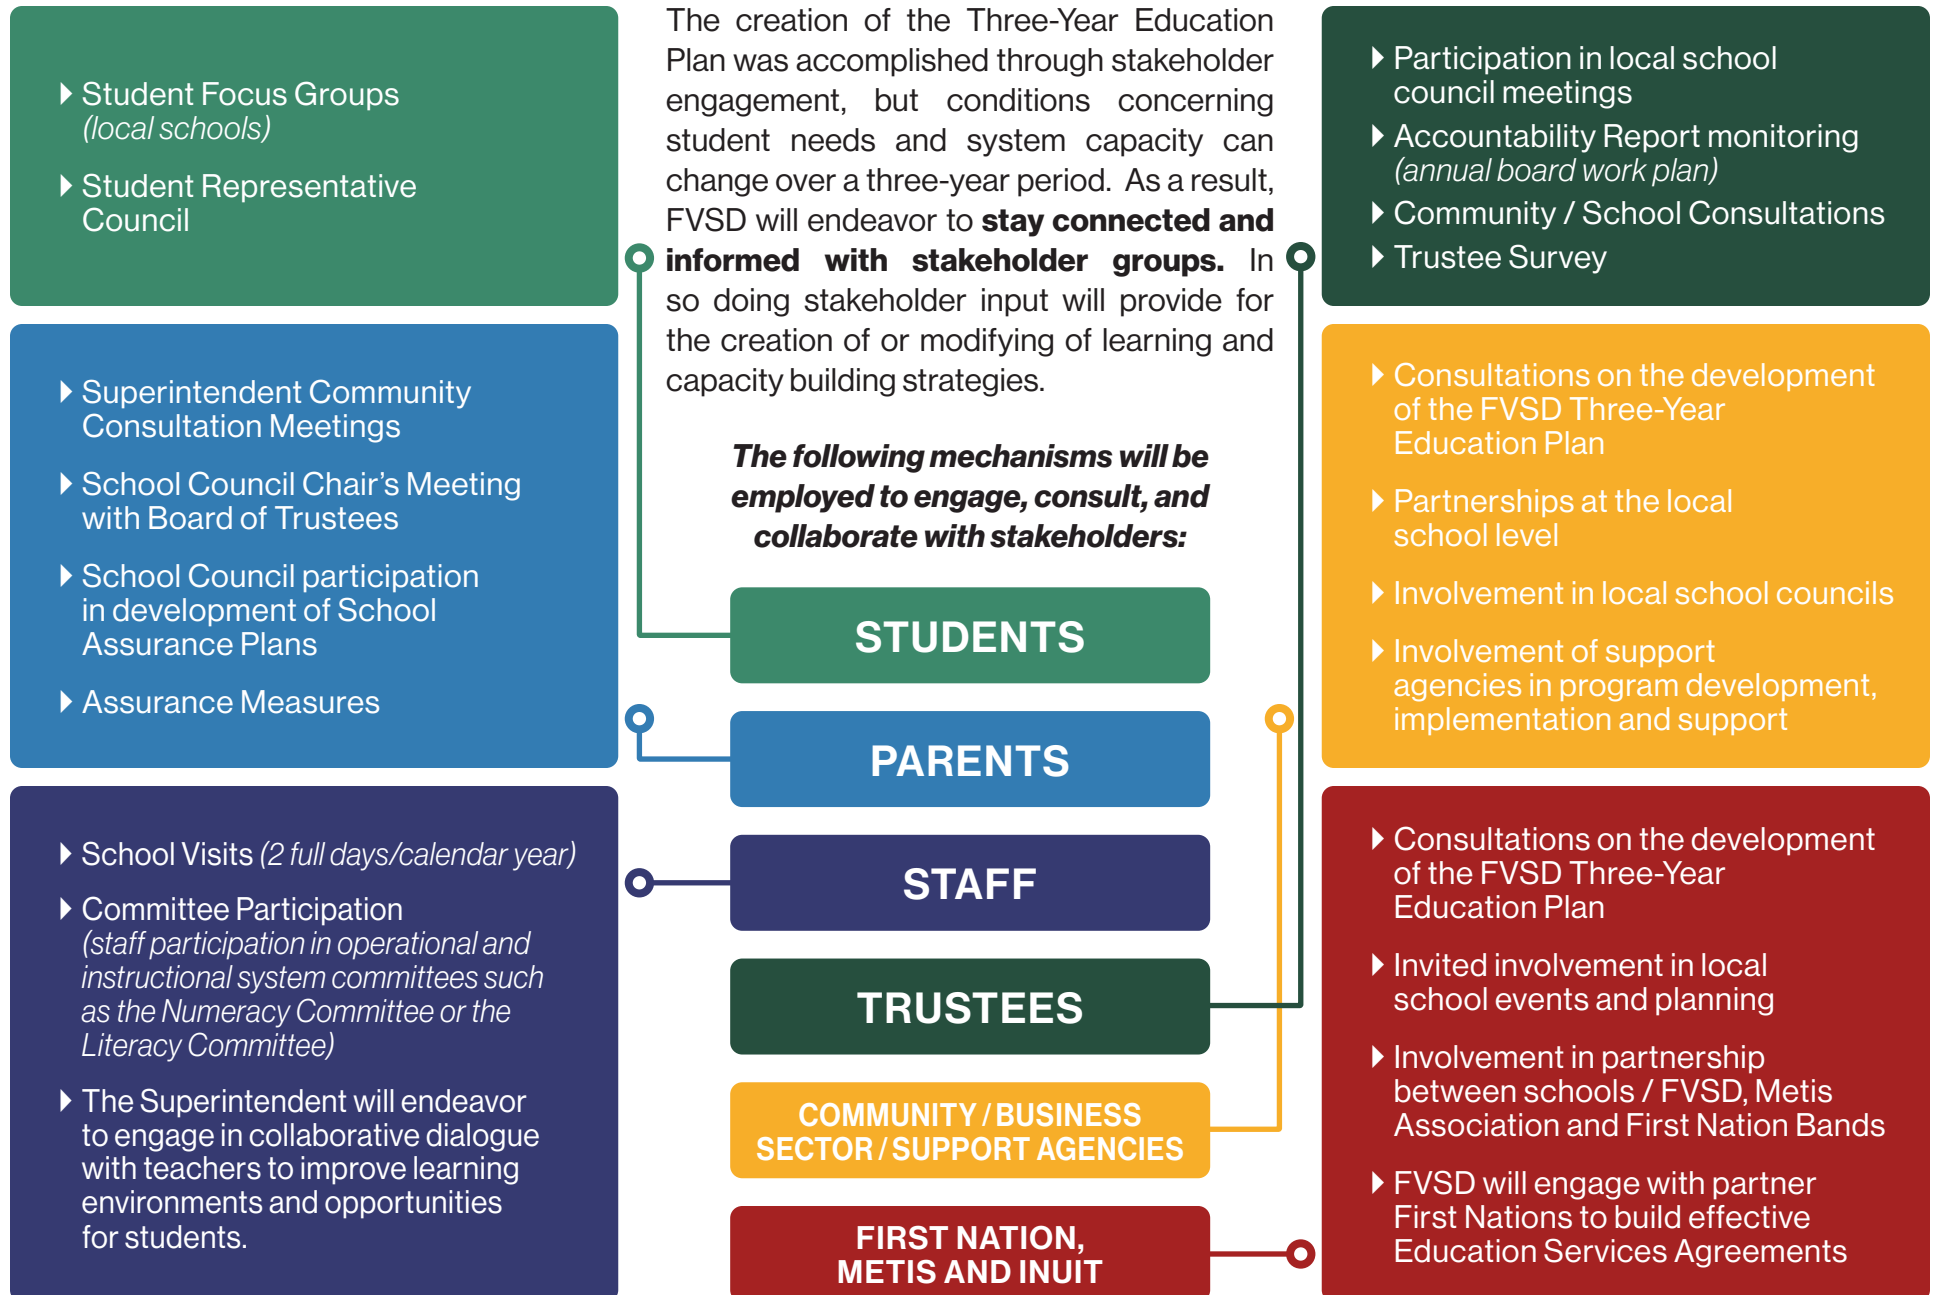 Student Focus Groups
(local schools)
Student Representative
Council
Superintendent Community
Consultation Meetings
School Council Chair's Meeting
with Board of Trustees
School Council participation
in development of School
Assurance Plans
Assurance Measures
School Visits (2 full days/calendar year)
Committee Participation
(staff participation in operational and
instructional system committees such
as the Numeracy Committee or the
Literacy Committee)
The Superintendent will endeavor
to engage in collaborative dialogue
with teachers to improve learning
environments and opportunities
for students.
The creation of the Three-Year Education
Plan was accomplished through stakeholder
engagement, but conditions concerning
student needs and system capacity can
change over a three-year period. As a result,
FVSD will endeavor to stay connected and
informed with stakeholder groups. In
so doing stakeholder input will provide for
the creation of or modifying of learning and
capacity building strategies.
The following mechanisms will be
employed to engage, consult, and
collaborate with stakeholders:
STUDENTS
PARENTS
STAFF
TRUSTEES
COMMUNITY / BUSINESS
SECTOR / SUPPORT AGENCIES
FIRST NATION,
METIS AND INUIT
Participation in local school
council meetings
Accountability Report monitoring
(annual board work plan)
Community / School Consultations
Trustee Survey
Consultations on the development
of the FVSD Three-Year
Education Plan
Partnerships at the local
school level
Involvement in local school councils
Involvement of support
agencies in program development,
implementation and support
Consultations on the development
of the FVSD Three-Year
Education Plan
Invited involvement in local
school events and planning
Involvement in partnership
between schools / FVSD, Metis
Association and First Nation Bands
FVSD will engage with partner
First Nations to build effective
Education Services Agreements